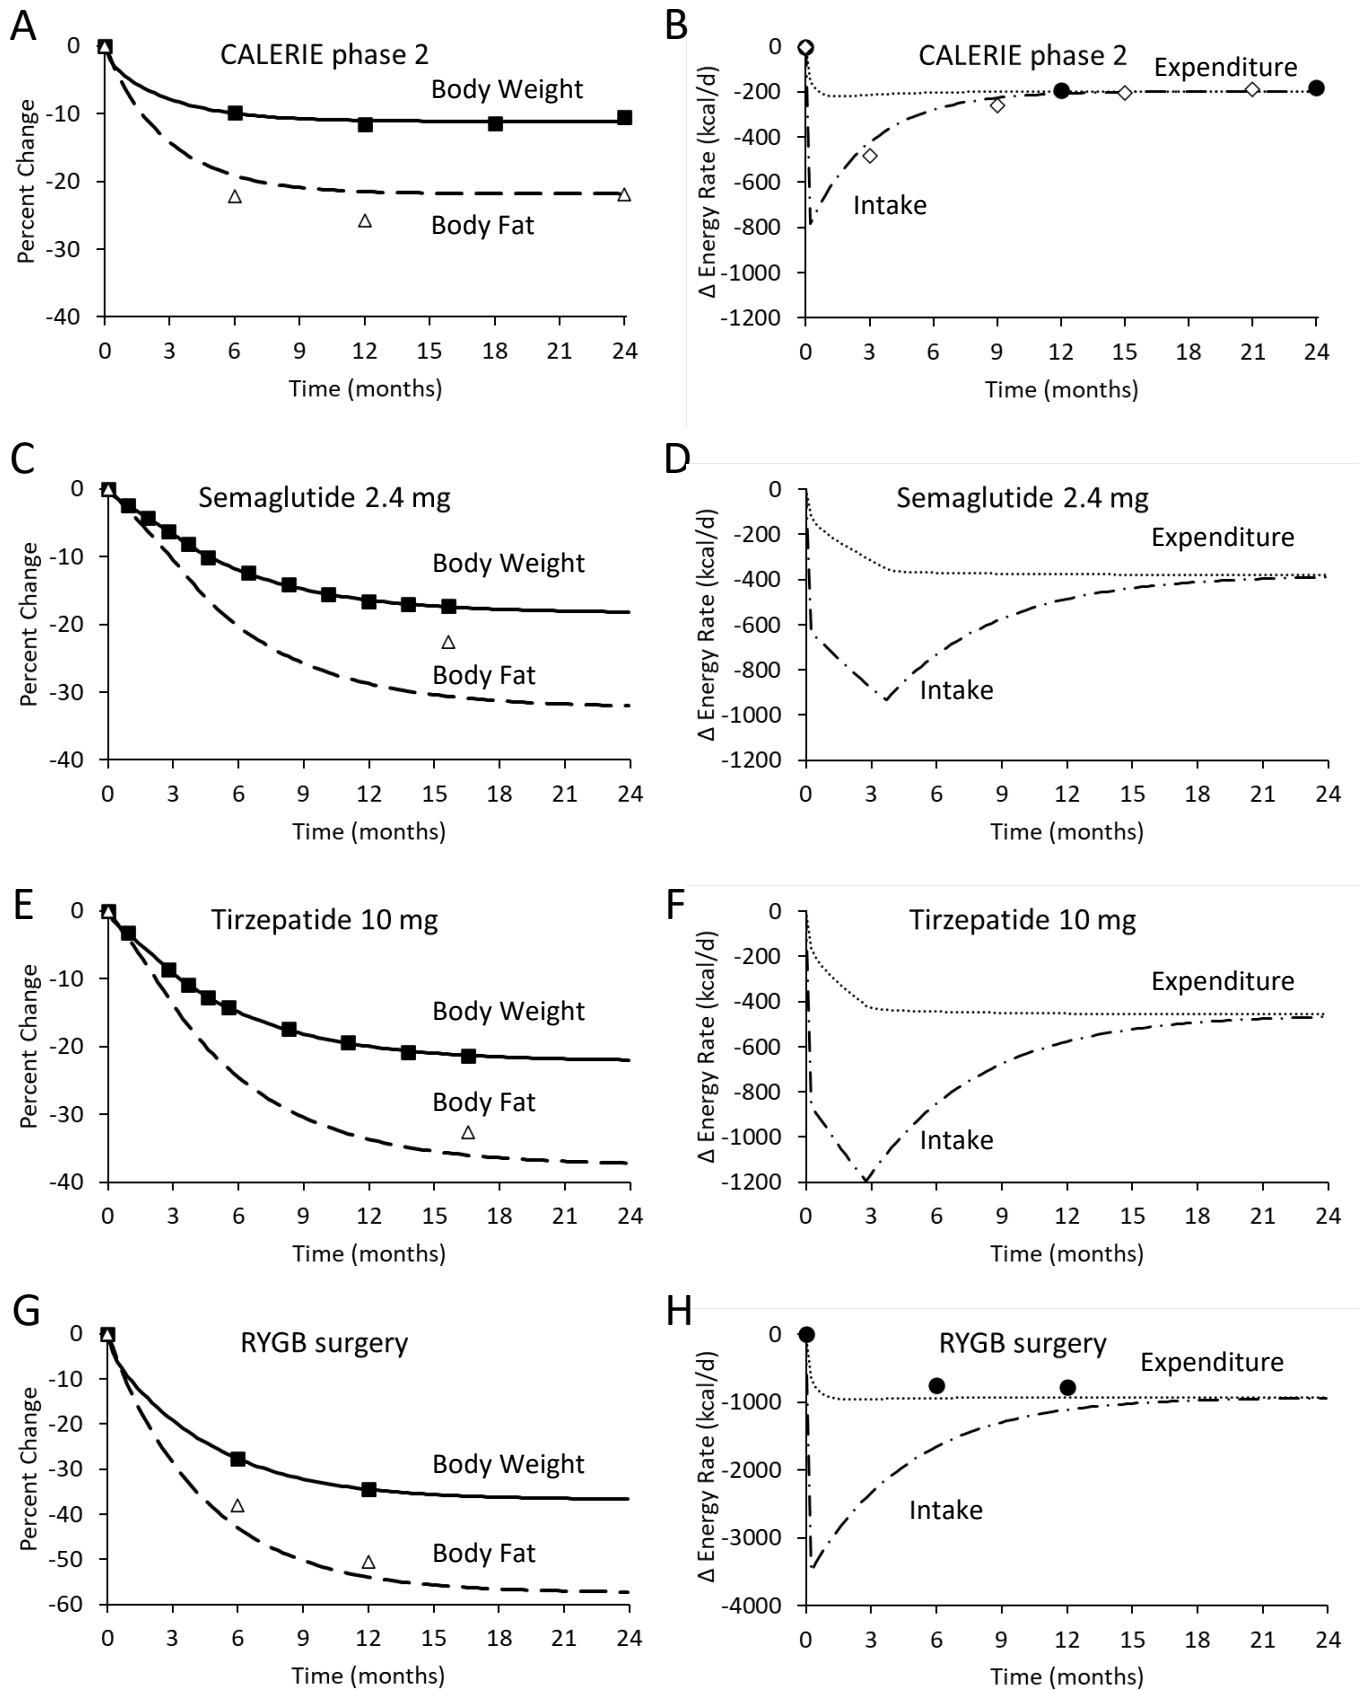 A
CALERIE phase 2
Percent Change
0
-10
-20
-30
-40
Body Weight
Body Fat
0 3 6 9 12 15 18 21 24
Time (months)
B
CALERIE phase 2
Δ Energy Rate (kcal/d)
0
-200
-400
-600
-800
-1000
-1200
Expenditure
Intake
0 3 6 9 12 15 18 21 24
Time (months)
C
Semaglutide 2.4 mg
Percent Change
0
-10
-20
-30
-40
Body Weight
Body Fat
0 3 6 9 12 15 18 21 24
Time (months)
D
Semaglutide 2.4 mg
Δ Energy Rate (kcal/d)
0
-200
-400
-600
-800
-1000
-1200
Expenditure
Intake
0 3 6 9 12 15 18 21 24
Time (months)
E
Tirzepatide 10 mg
Percent Change
0
-10
-20
-30
-40
Body Weight
Body Fat
0 3 6 9 12 15 18 21 24
Time (months)
F
Tirzepatide 10 mg
Δ Energy Rate (kcal/d)
0
-200
-400
-600
-800
-1000
-1200
Expenditure
Intake
0 3 6 9 12 15 18 21 24
Time (months)
G
RYGB surgery
Percent Change
0
-10
-20
-30
-40
-50
-60
Body Weight
Body Fat
0 3 6 9 12 15 18 21 24
Time (months)
H
RYGB surgery
Δ Energy Rate (kcal/d)
0
-1000
-2000
-3000
-4000
Expenditure
Intake
0 3 6 9 12 15 18 21 24
Time (months)